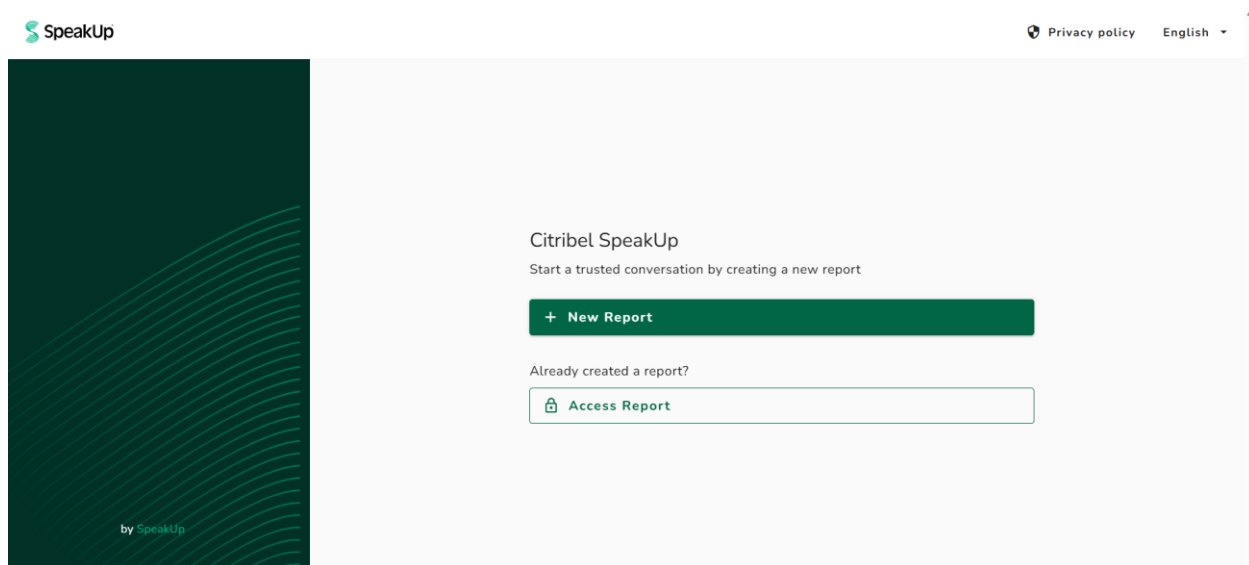 SpeakUp
Privacy policy
English
Citribel SpeakUp
Start a trusted conversation by creating a new report
+ New Report
Already created a report?
Access Report
by SpeakUp